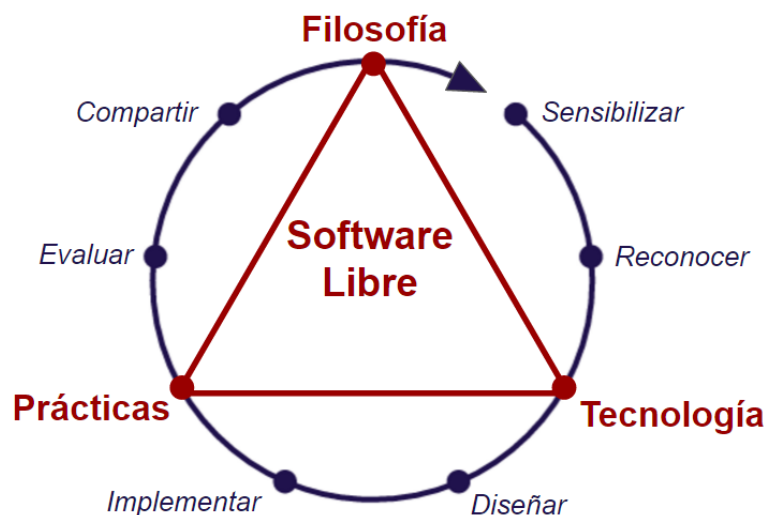 Filosofía
Compartir
Sensibilizar
Evaluar
Software
Libre
Reconocer
Prácticas
Tecnología
Implementar
Diseñar